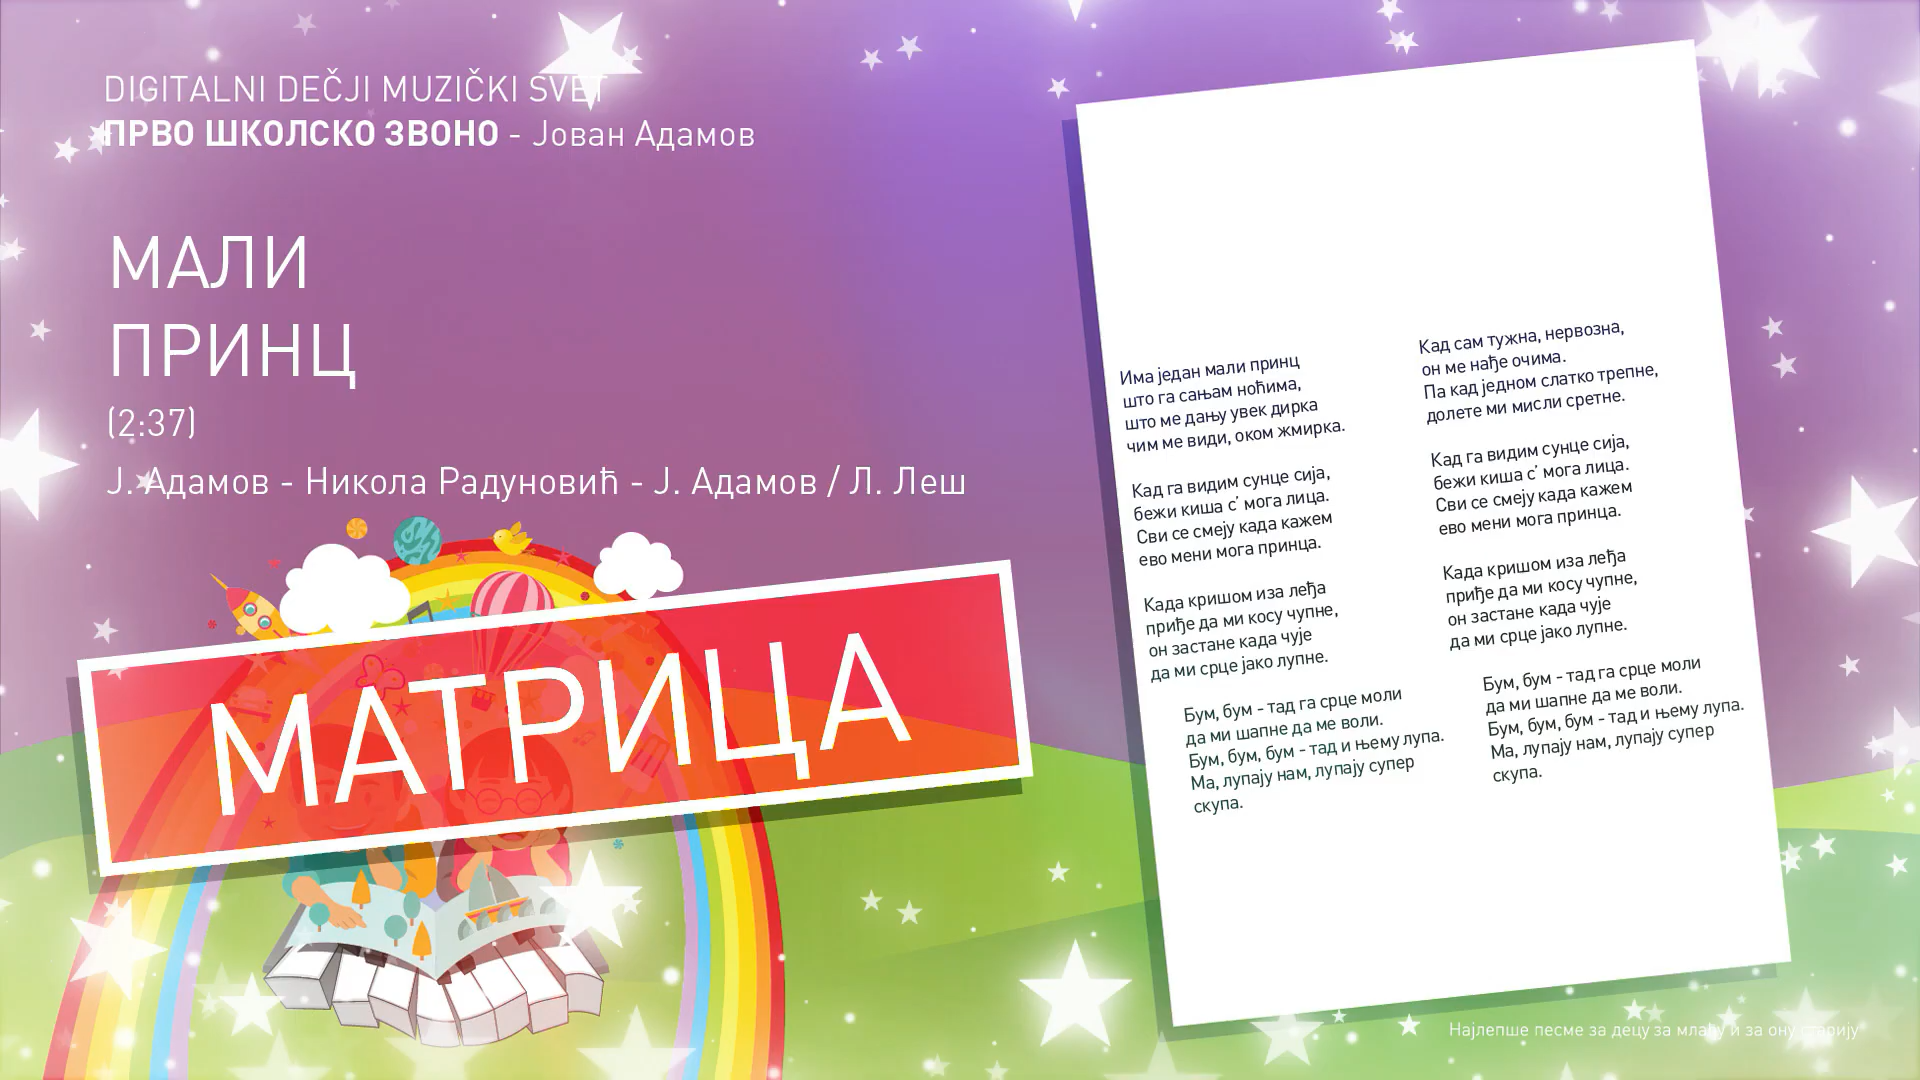 DIGITALNI DEČJI MUZIČKI SVET
ПРВО ШКОЛСКО ЗВОНО - Јован Адамов
МАЛИ
ПРИНЦ
(2:37)
Ј. Адамов - Никола Радуновић - Ј. Адамов / Л. Леш
МАТРИЦА
Има један мали принц
што га сањам ноћима,
што ме дању увек дирка
чим ме види, оком жмирка.
Кад га видим сунце сија,
бежи киша с’ мога лица.
Сви се смеју када кажем
ево мени мога принца.
Када кришом иза леђа
приђе да ми косу чупне,
он застане када чује
да ми срце јако лупне.
Бум, бум - тад га срце моли
да ми шапне да ме воли.
Бум, бум, бум - тад и њему лупа.
Ма, лупају нам, лупају супер
скупа.
Кад сам тужна, нервозна,
он ме нађе очима.
Па кад једном слатко трепне,
долете ми мисли сретне.
Кад га видим сунце сија,
бежи киша с’ мога лица.
Сви се смеју када кажем
ево мени мога принца.
Када кришом иза леђа
приђе да ми косу чупне,
он застане када чује
да ми срце јако лупне.
Бум, бум - тад га срце моли
да ми шапне да ме воли.
Бум, бум, бум - тад и њему лупа.
Ма, лупају нам, лупају супер
скупа.
Најлепше песме за децу за млађу и за ону старију